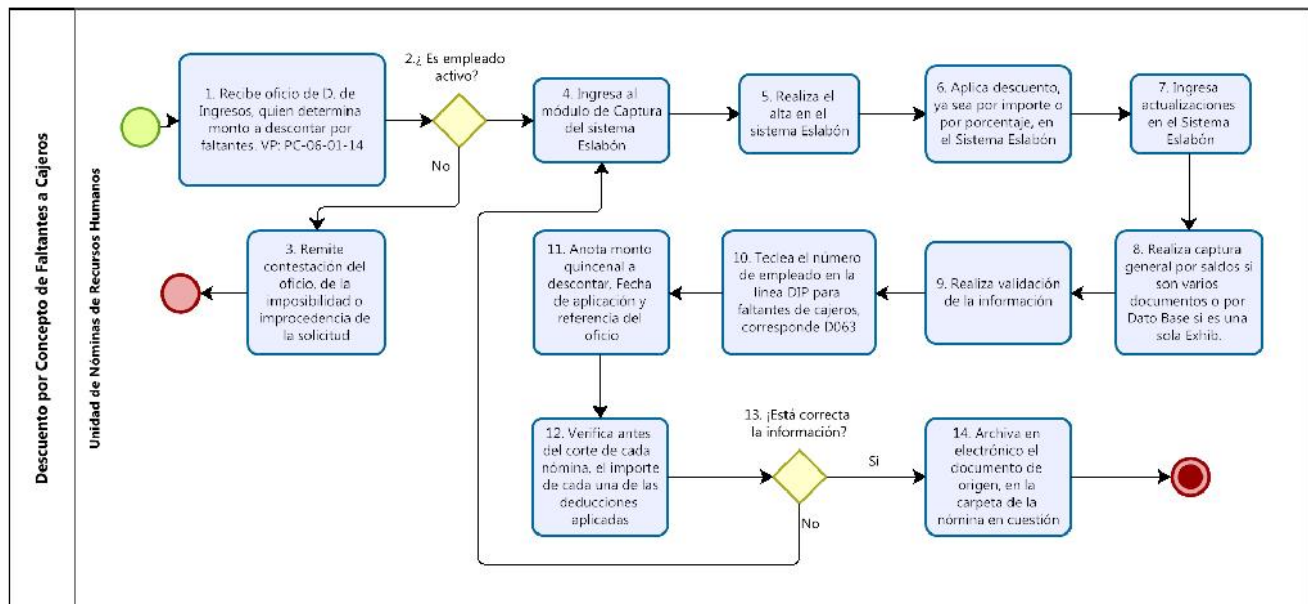 Descuento por Concepto de Faltantes a Cajeros
Unidad de Nóminas de Recursos Humanos
1. Recibe oficio de D. de
Ingresos, quien determina
monto a descontar por
faltantes. VP: PC-06-01-14
2.¿ Es empleado
activo?
No
3. Remite
contestación del
oficio, de la
imposibilidad o
improcedencia de
la solicitud
4. Ingresa al
módulo de Captura
del sistema
Eslabón
5. Realiza el
alta en el
sistema Eslabón
6. Aplica descuento,
ya sea por importe o
por porcentaje, en
el Sistema Eslabón
7. Ingresa
actualizaciones
en el Sistema
Eslabón
8. Realiza captura
general por saldos si
son varios
documentos o por
Dato Base si es una
sola Exhib.
9. Realiza validación
de la información
10. Teclea el número
de empleado en la
línea DIP para
faltantes de cajeros,
corresponde D063
11. Anota monto
quincenal a
descontar, Fecha
de aplicación y
referencia del
oficio
12. Verifica antes
del corte de cada
nómina, el importe
de cada una de las
deducciones
aplicadas
13. ¡Está correcta
la información?
Si
No
14. Archiva en
electrónico el
documento de
origen, en la
carpeta de la
nómina en cuestión